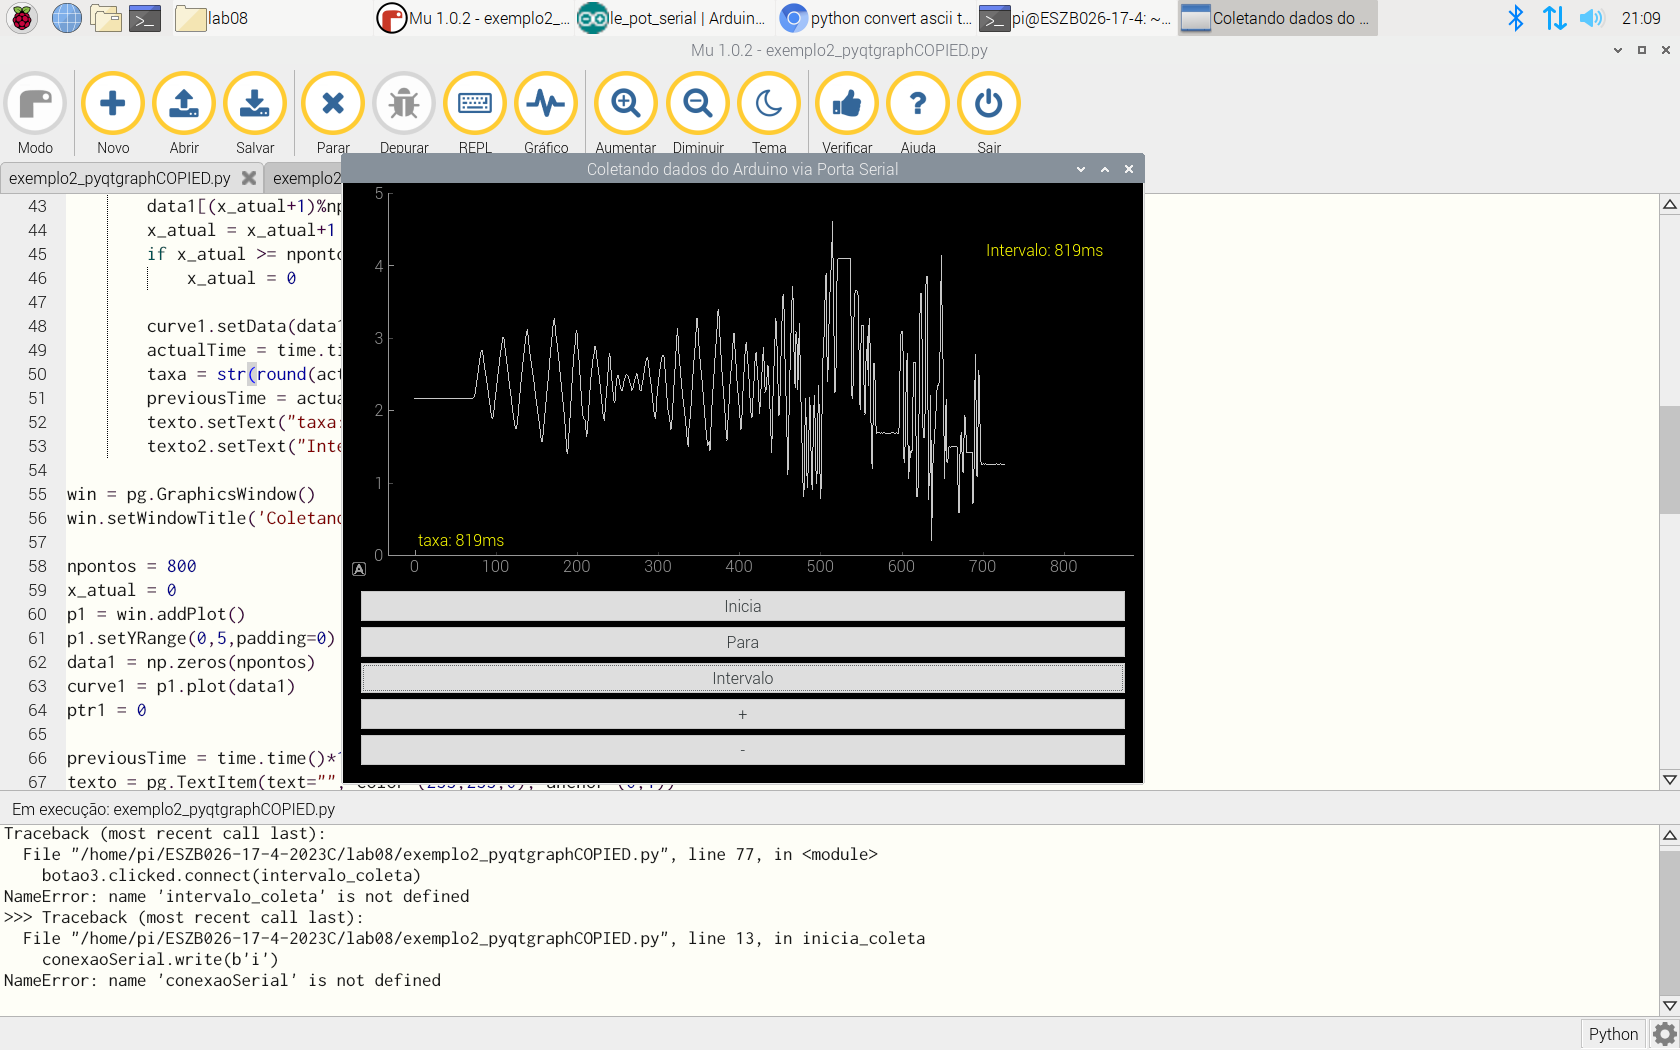 lab08
Mu 1.0.2 - exemplo2_...
le_pot_serial | Arduin...
python convert ascii t...
pi@ESZB026-17-4: ~...
Coletando dados do ...
21:09
Mu 1.0.2 - exemplo2_pyqtgraphCOPIED.py
Modo
Novo
Abrir
Salvar
Parar
Depurar
REPL
Gráfico
Aumentar
Diminuir
Tema
Verificar
Ajuda
Sair
exemplo2_pyqtgraphCOPIED.py
exemplo2
43 data1[(x_atual+1)%np
44 x_atual = x_atual+1
45 if x_atual >= nponto
46 x_atual = 0
47
48 curve1.setData(data1
49 actualTime = time.ti
50 taxa = str(round(act
51 previousTime = actua
52 texto.setText("taxa:
53 texto2.setText("Inte
54
55 win = pg.GraphicsWindow()
56 win.setWindowTitle('Coletand
57
58 npontos = 800
59 x_atual = 0
60 p1 = win.addPlot()
61 p1.setYRange(0,5,padding=0)
62 data1 = np.zeros(npontos)
63 curve1 = p1.plot(data1)
64 ptr1 = 0
65
66 previousTime = time.time()*
67 texto = pg.TextItem(text="", color=(255,255,0), anchor=(0,1))
Coletando dados do Arduino via Porta Serial
5
4
3
2
1
0
Intervalo: 819ms
taxa: 819ms
A
0 100 200 300 400 500 600 700 800
Inicia
Para
Intervalo
+
-
Em execução: exemplo2_pyqtgraphCOPIED.py
Traceback (most recent call last):
File "/home/pi/ESZB026-17-4-2023C/lab08/exemplo2_pyqtgraphCOPIED.py", line 77, in <module>
botao3.clicked.connect(intervalo_coleta)
NameError: name 'intervalo_coleta' is not defined
>>> Traceback (most recent call last):
File "/home/pi/ESZB026-17-4-2023C/lab08/exemplo2_pyqtgraphCOPIED.py", line 13, in inicia_coleta
conexaoSerial.write(b'i')
NameError: name 'conexaoSerial' is not defined
Python